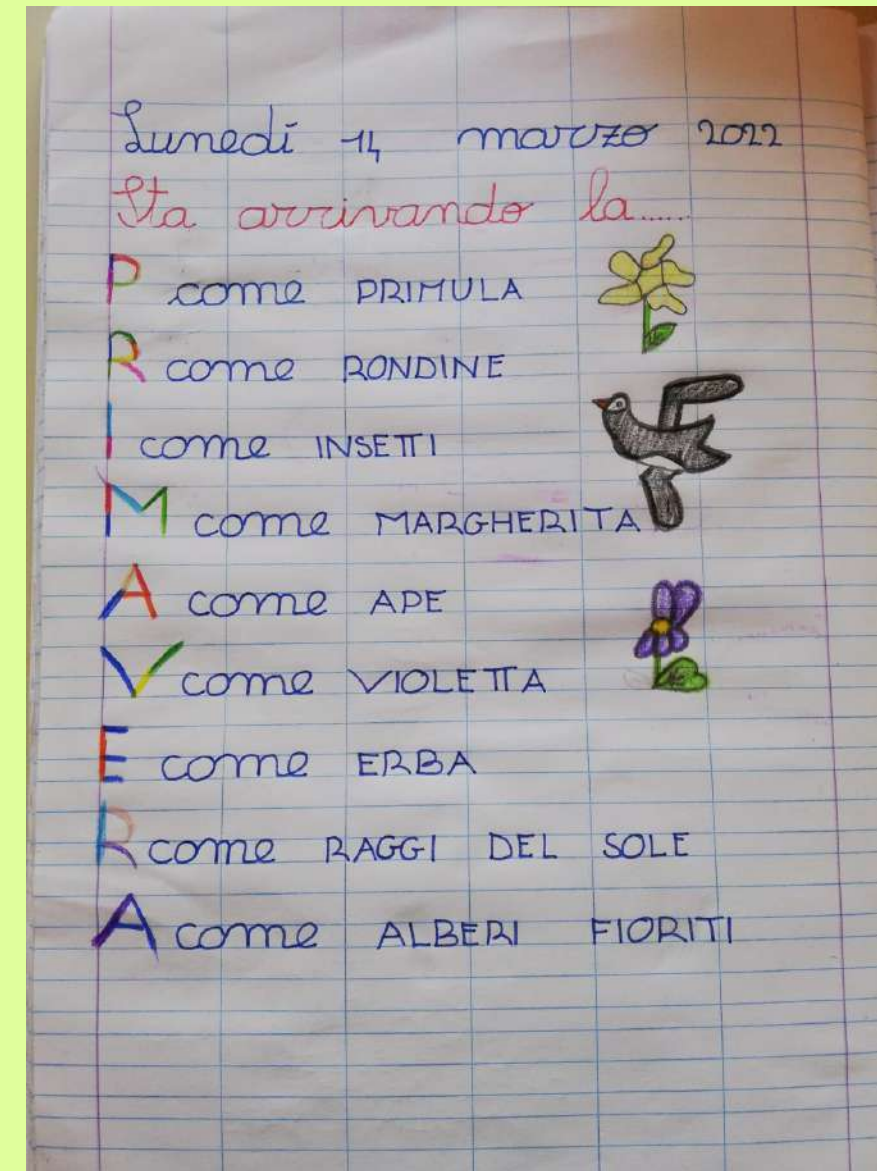 Lunedì 14 marzo 2022
Sta arrivando la......
P come PRIMULA
R come RONDINE
I come INSETTI
M come MARGHERITA
A come APE
V come VIOLETTA
E come ERBA
R come RAGGI DEL SOLE
A come ALBERI FIORITI